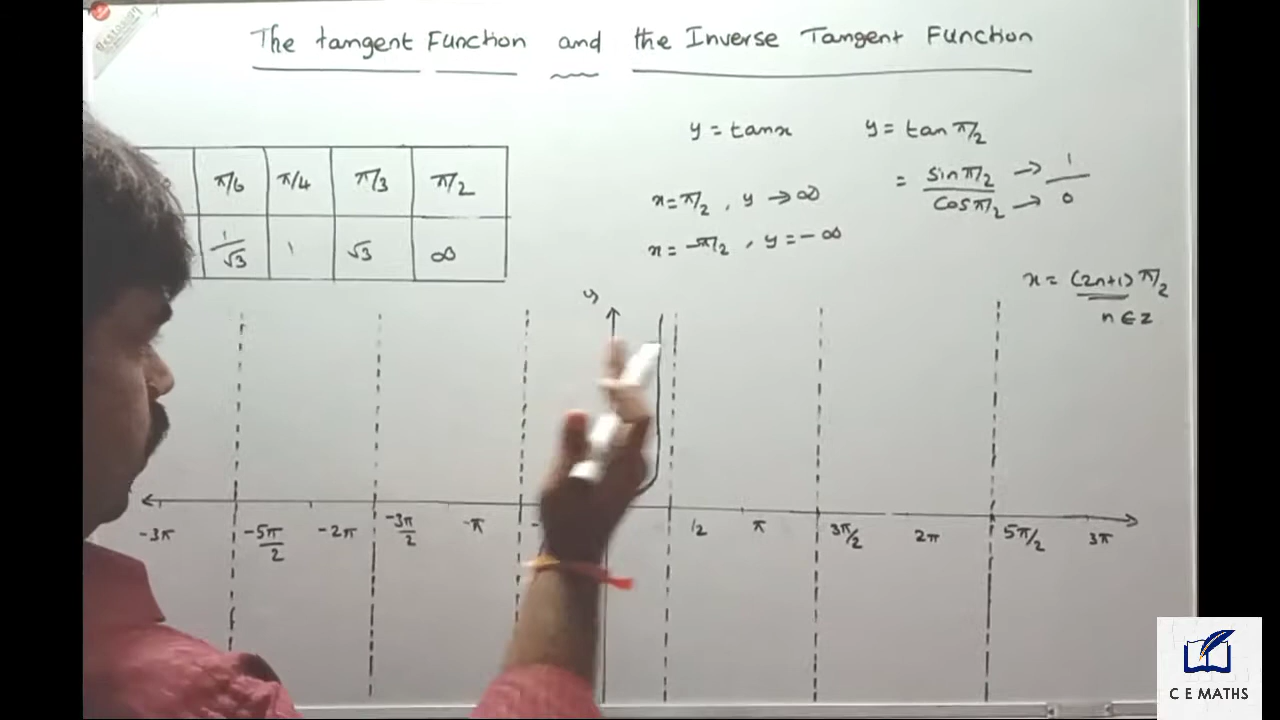 The tangent Function and the Inverse Tangent Function
y = tanx
y = tan π/2
= sin π/2 → 1
cos π/2 → 0
x = π/2 , y → ∞
x = -π/2 , y = - ∞
x = (2n+1) π/2
n ∈ z
π/6 π/4 π/3 π/2
1/√3 1 √3 ∞
y
-3π -5π/2 -2π -3π/2 -π - 1/2 π 3π/2 2π 5π/2 3π
C E MATHS